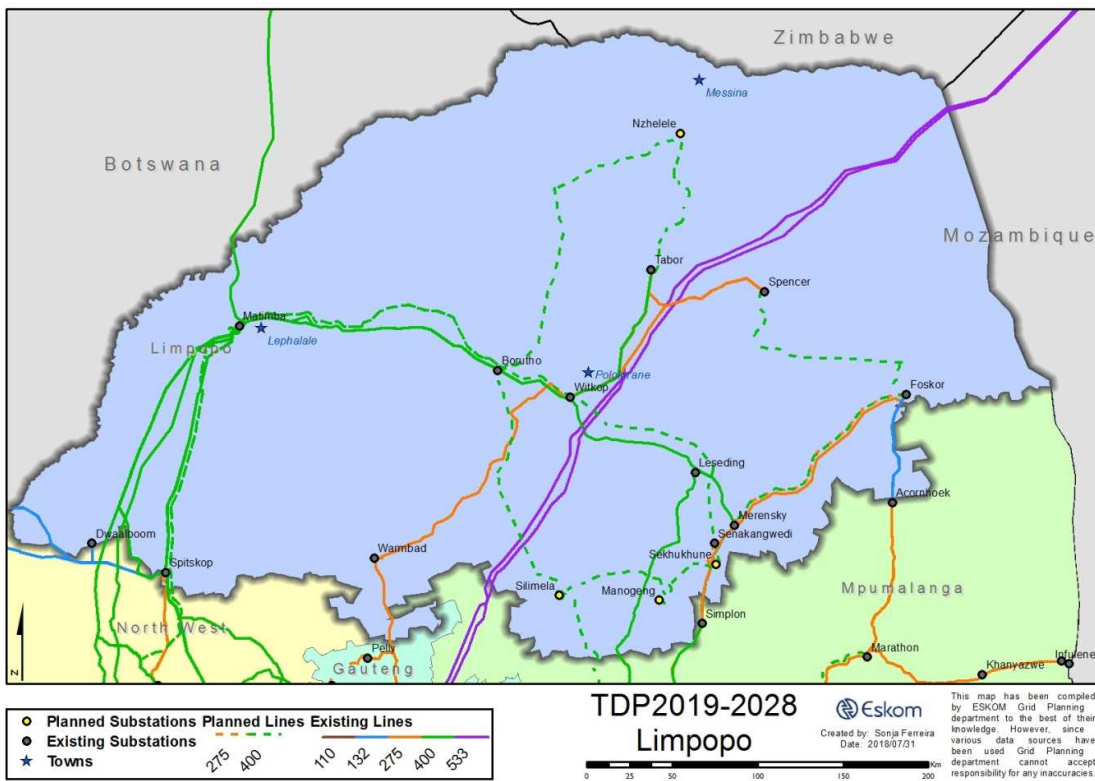 Zimbabwe
Messina
Nzhelele
Botswana
Mozambique
Tabor
Spencer
Matimba
Lephalale
Limpopo
Borutho
Polokwane
Witkop
Foskor
Leseding
Acornhoek
Merensky
Dwaalboom
Senakangwedi
Warmbad
Sekhukhune
Spitskop
Silimela
Manogeng
Mpumalanga
Simplon
North West
Pelly
Gauteng
Marathon
Infulene
Khanyazwe
N
Planned Substations Planned Lines Existing Lines
Existing Substations
Towns
275 400 110 132 275 400 533
TDP2019-2028
Limpopo
Eskom
Created by: Sonja Ferreira
Date: 2018/07/31
This map has been compiled
by ESKOM Grid Planning
department to the best of their
knowledge. However, since
various data sources have
been used Grid Planning
department cannot accept
responsibility for any inaccuracies.
Km
0 25 50 100 150 200